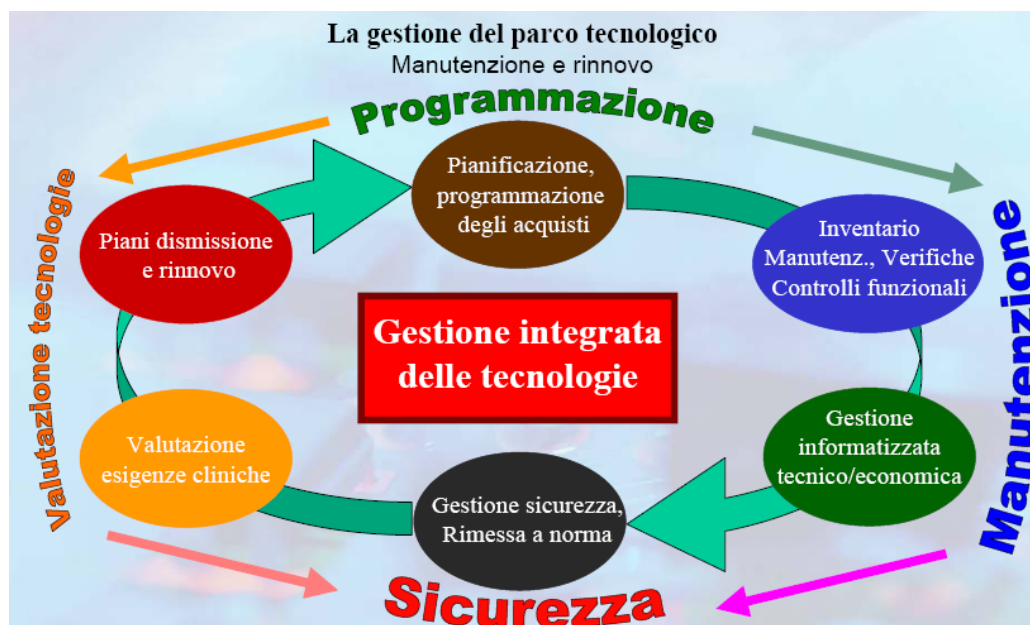 La gestione del parco tecnologico
Manutenzione e rinnovo
Programmazione
Pianificazione,
programmazione
degli acquisti
Piani dismissione
e rinnovo
Inventario
Manutenz., Verifiche
Controlli funzionali
Valutazione tecnologie
Gestione integrata
delle tecnologie
Manutenzione
Valutazione
esigenze cliniche
Gestione
informatizzata
tecnico/economica
Gestione sicurezza,
Rimessa a norma
Sicurezza